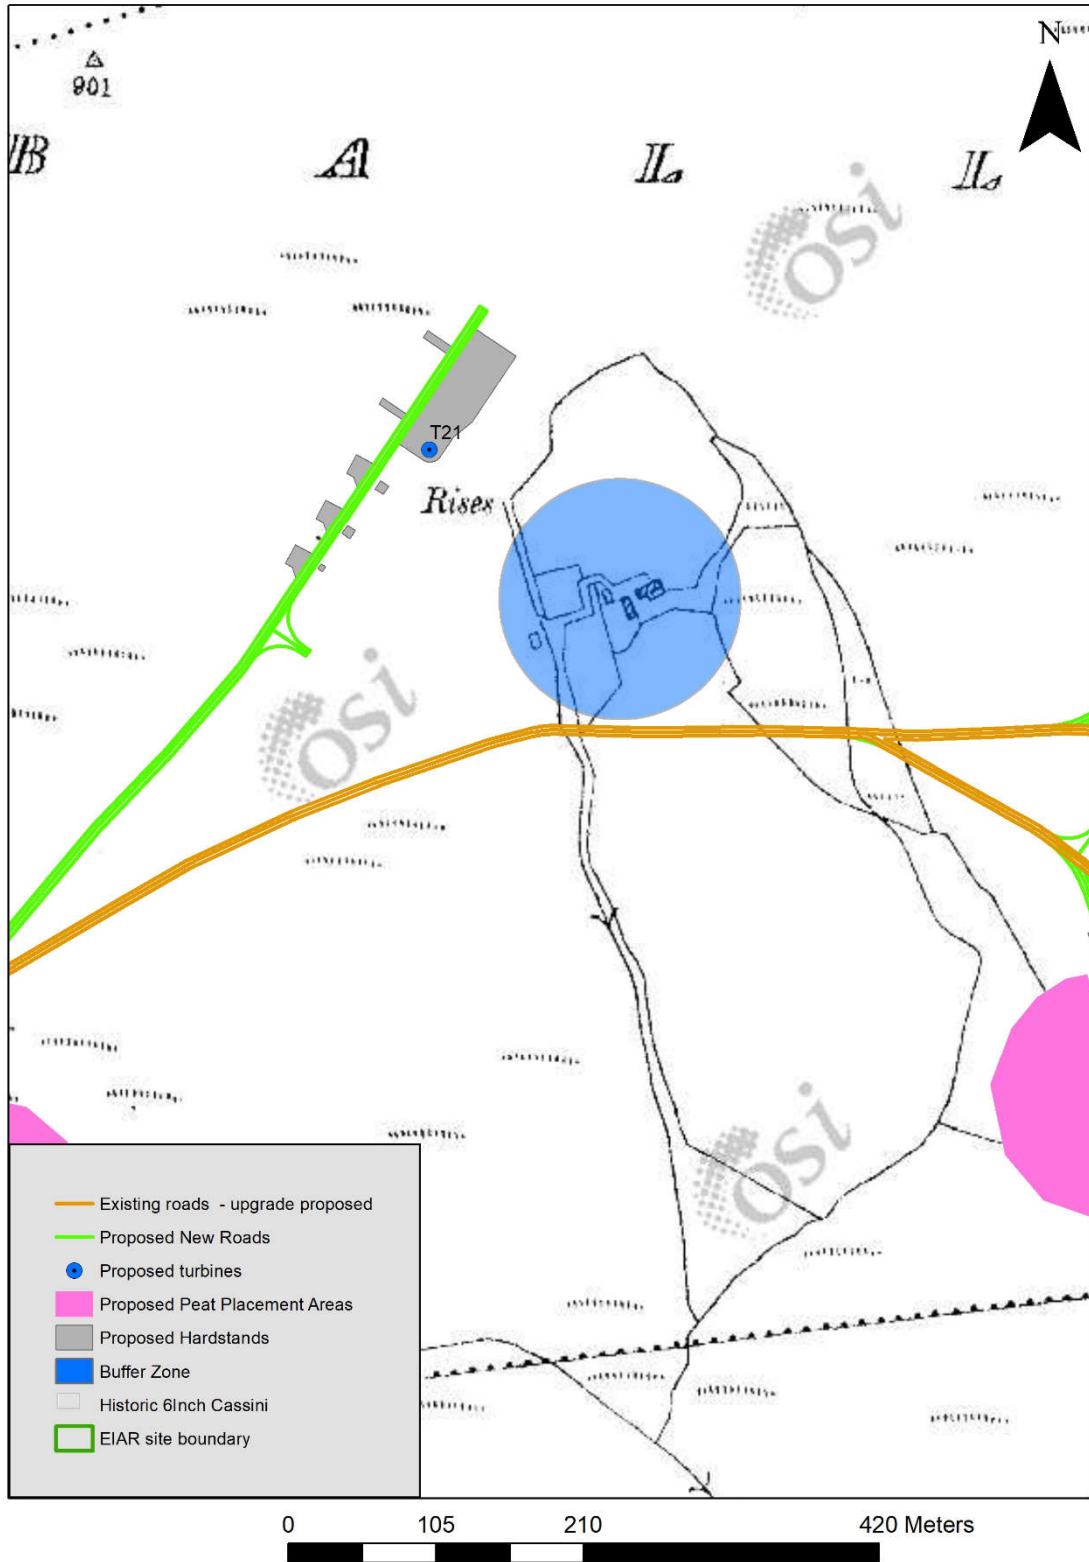 N
901
B A L L
osi
T21
Rises
osi
osi
Existing roads - upgrade proposed
Proposed New Roads
Proposed turbines
Proposed Peat Placement Areas
Proposed Hardstands
Buffer Zone
Historic 6Inch Cassini
EIAR site boundary
0 105 210 420 Meters